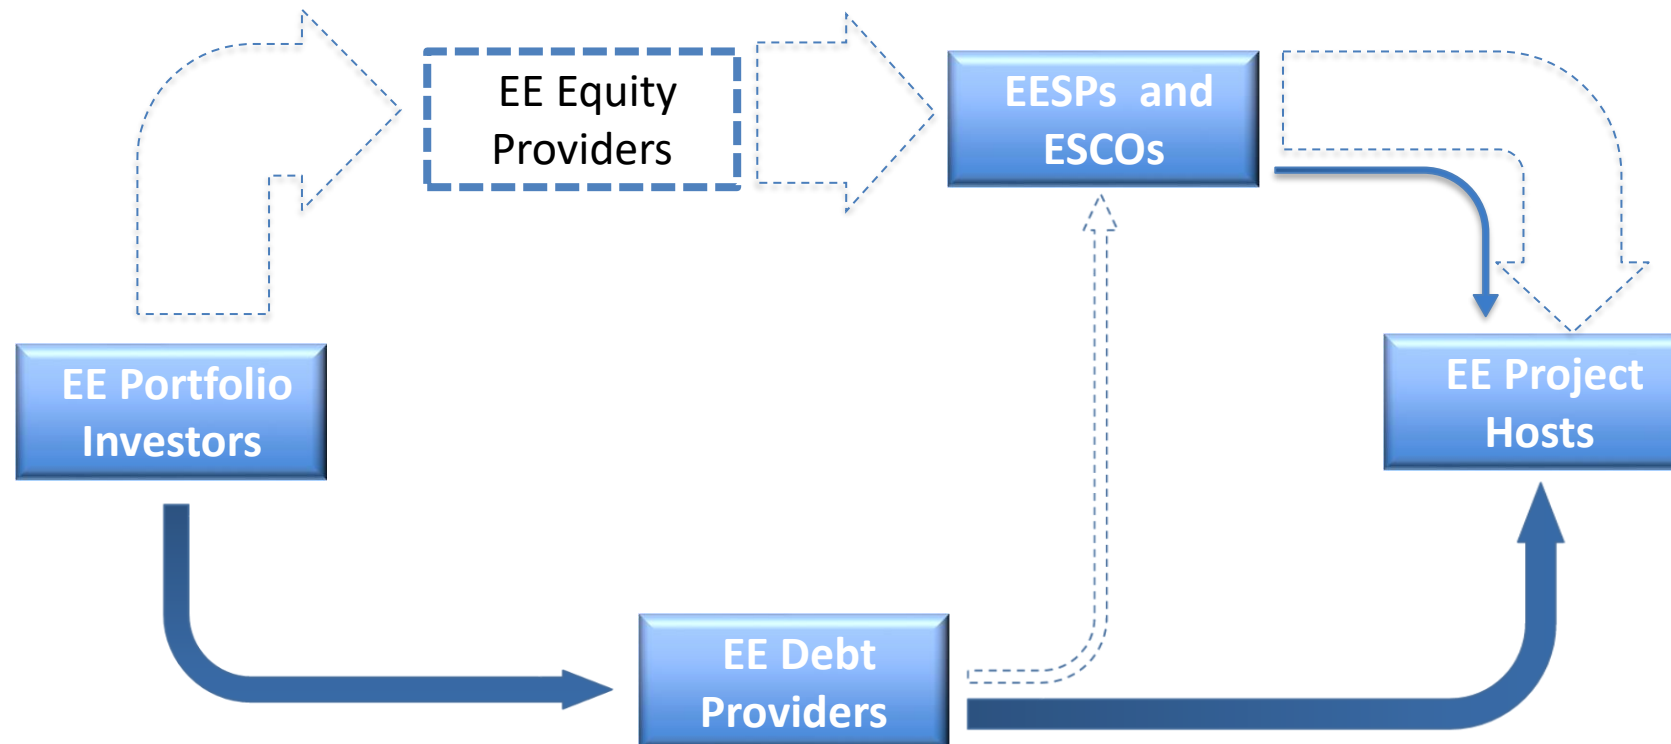 EE Equity
Providers
EESPs and
ESCOs
EE Portfolio
Investors
EE Project
Hosts
EE Debt
Providers